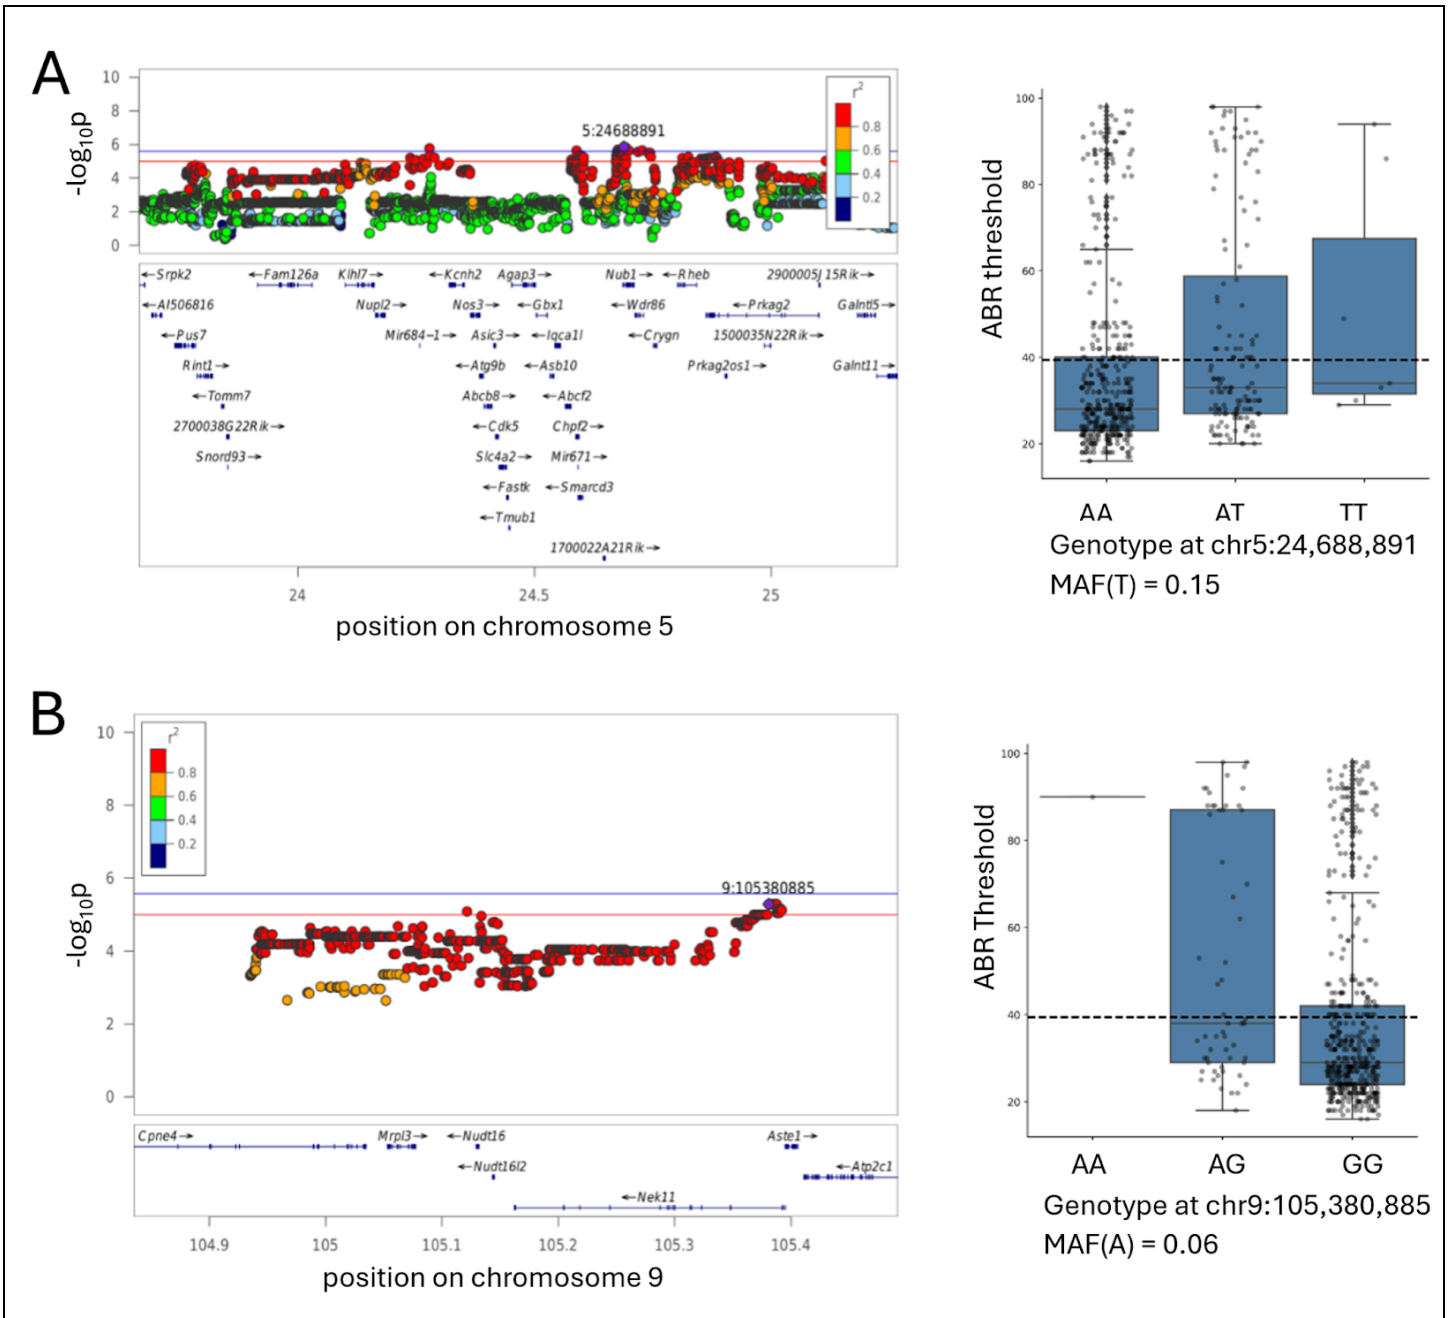 A
-log10p
10
8
6
4
2
0
5:24688891
r2
0.8
0.6
0.4
0.2
←Srpk2
←Fam126a
Klhl7→
←Kcnh2
Agap3→
Nub1→
←Rheb
2900005J15Rik→
←AI506816
Nupl2→
Nos3→
←Gbx1
←Wdr86
←Prkag2
Galntl5→
←Pus7
Mir684-1→
Asic3→
←Iqca1l
←Crygn
1500035N22Rik→
Rint1→
←Atg9b
←Asb10
Prkag2os1→
Galnt11→
←Tomm7
Abcb8→
←Abcf2
2700038G22Rik→
←Cdk5
Chpf2→
Snord93→
Slc4a2→
Mir671→
←Fastk
←Smarcd3
←Tmub1
1700022A21Rik→
24
24.5
25
position on chromosome 5
ABR threshold
100
80
60
40
20
AA
AT
TT
Genotype at chr5:24,688,891
MAF(T) = 0.15
B
-log10p
10
8
6
4
2
0
r2
0.8
0.6
0.4
0.2
9:105380885
Cpne4→
Mrpl3→
←Nudt16
Aste1→
←Nudt16l2
←Atp2c1
←Nek11
104.9
105
105.1
105.2
105.3
105.4
position on chromosome 9
ABR Threshold
100
80
60
40
20
AA
AG
GG
Genotype at chr9:105,380,885
MAF(A) = 0.06